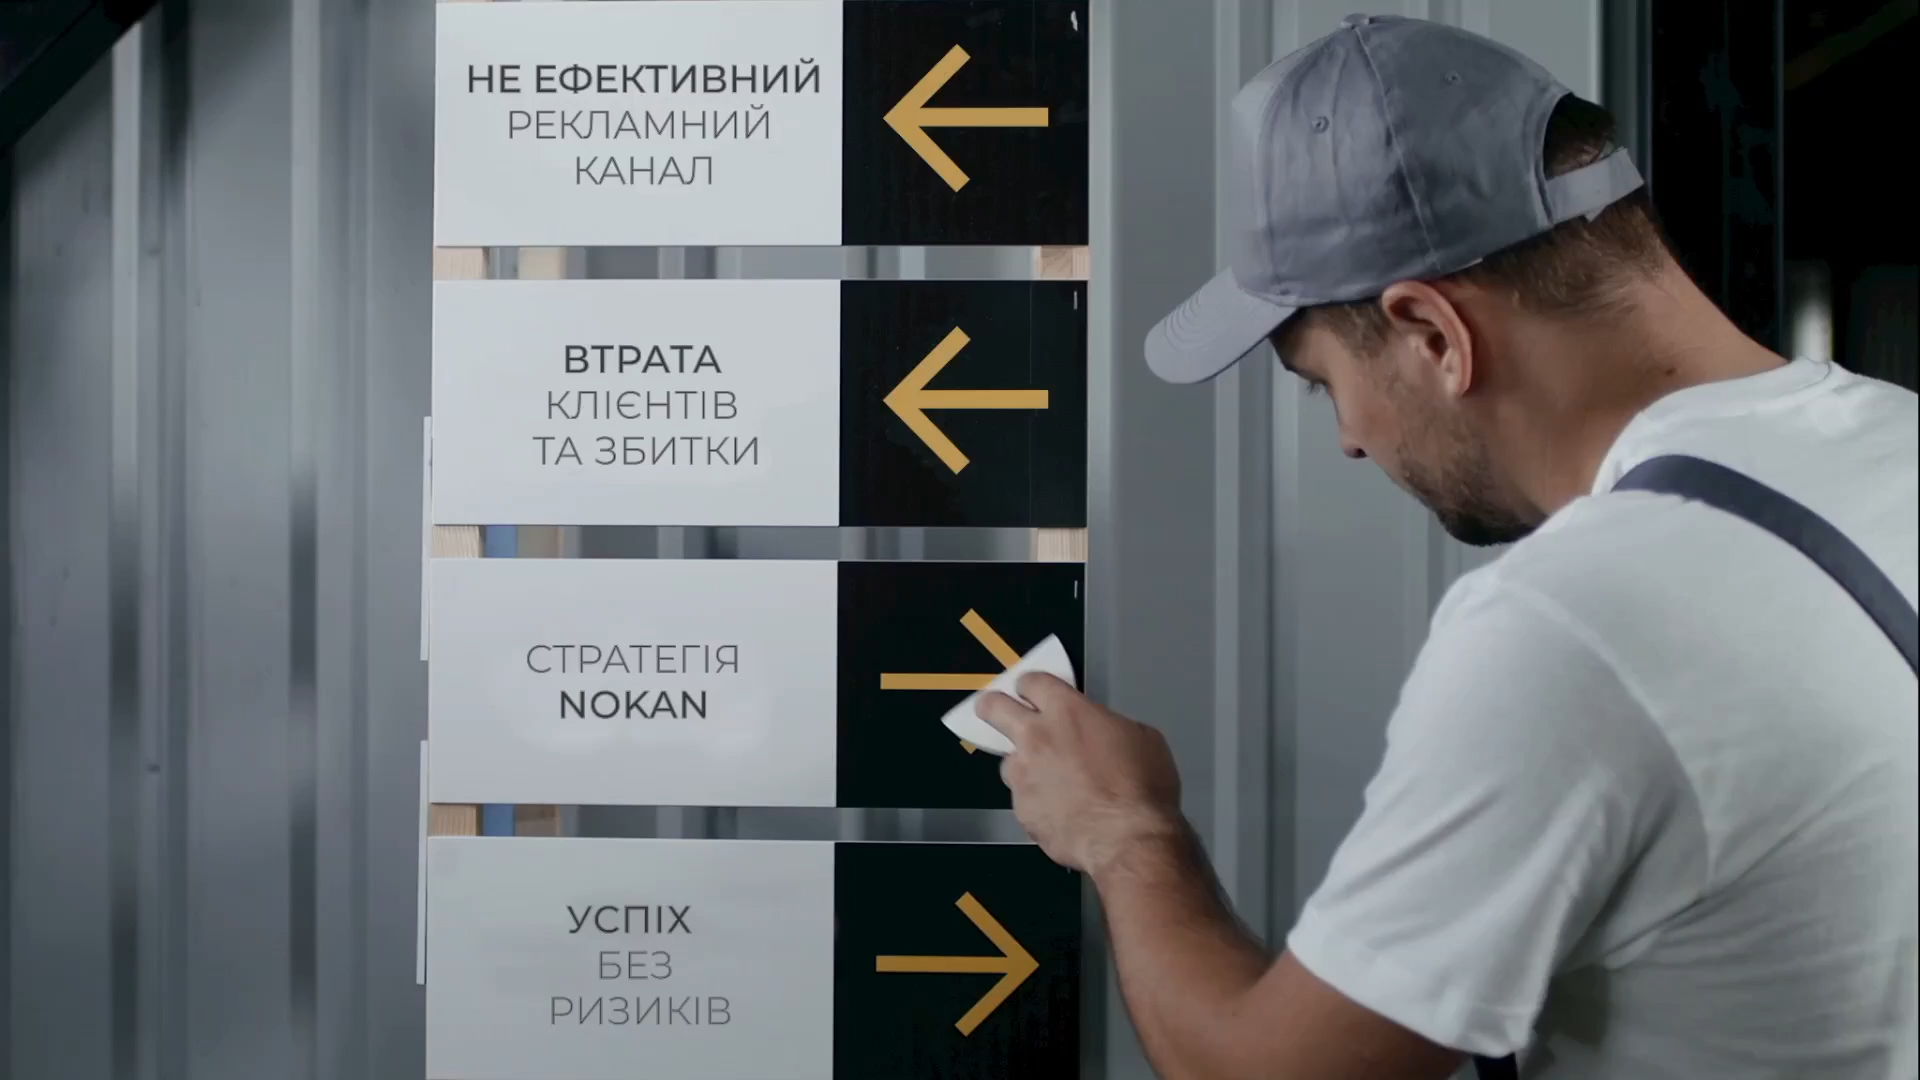 НЕ ЕФЕКТИВНИЙ
РЕКЛАМНИЙ
КАНАЛ
ВТРАТА
КЛІЄНТІВ
ТА ЗБИТКИ
СТРАТЕГІЯ
NOKAN
УСПІХ
БЕЗ
РИЗИКІВ